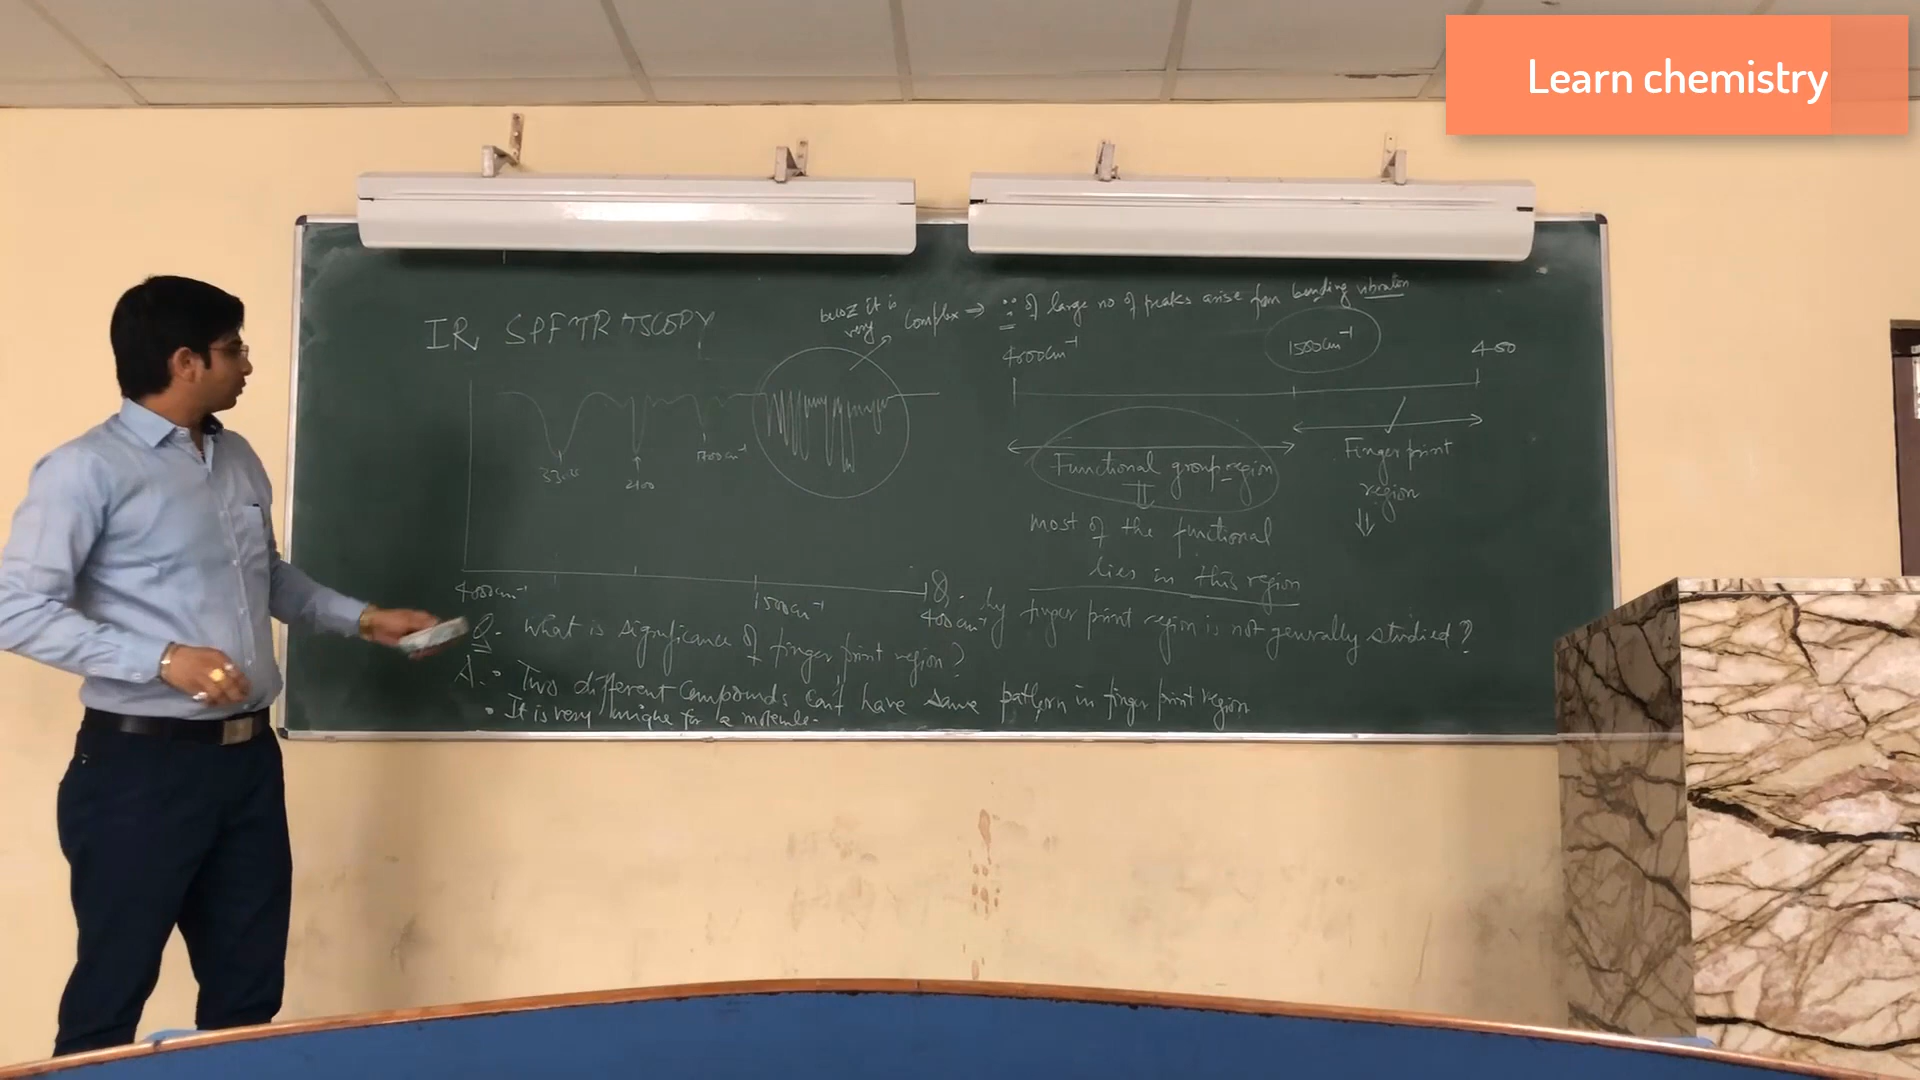 Learn chemistry
IR SPETRTSCOPY
becoz it is
very
Complex ⇒ ∵ of large no of peaks arise from bending vibration
4000cm⁻¹
1500cm⁻¹
400
3300
2100
1700cm⁻¹
Functional group region
Finger print
region
most of the functional
lies in this region
4000cm⁻¹
1500cm⁻¹
400cm⁻¹
Q. hy finger print region is not generally studied?
Q. What is significance of finger print region?
A. • Two different Compounds can't have same pattern in finger print region
• It is very unique for a molecule.